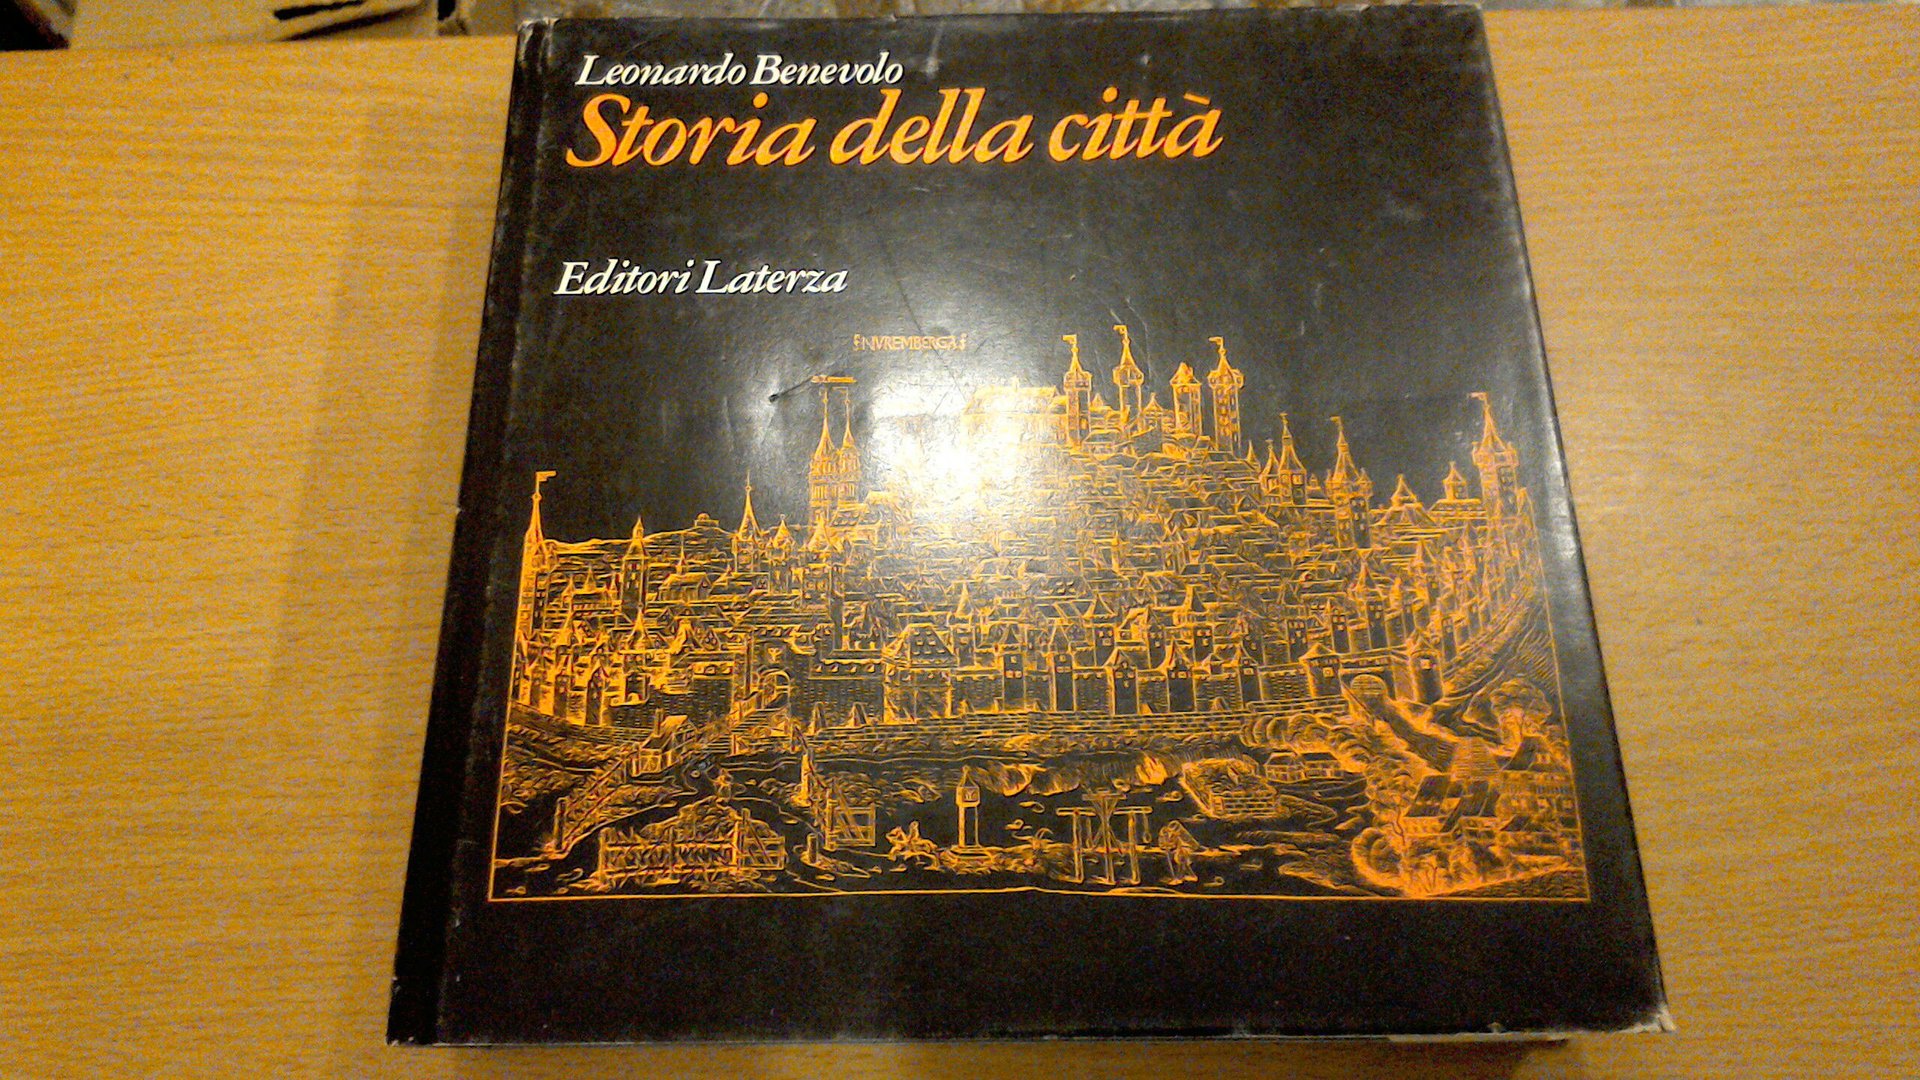 Leonardo Benevolo
Storia della città
Editori Laterza
NVREMBERGA